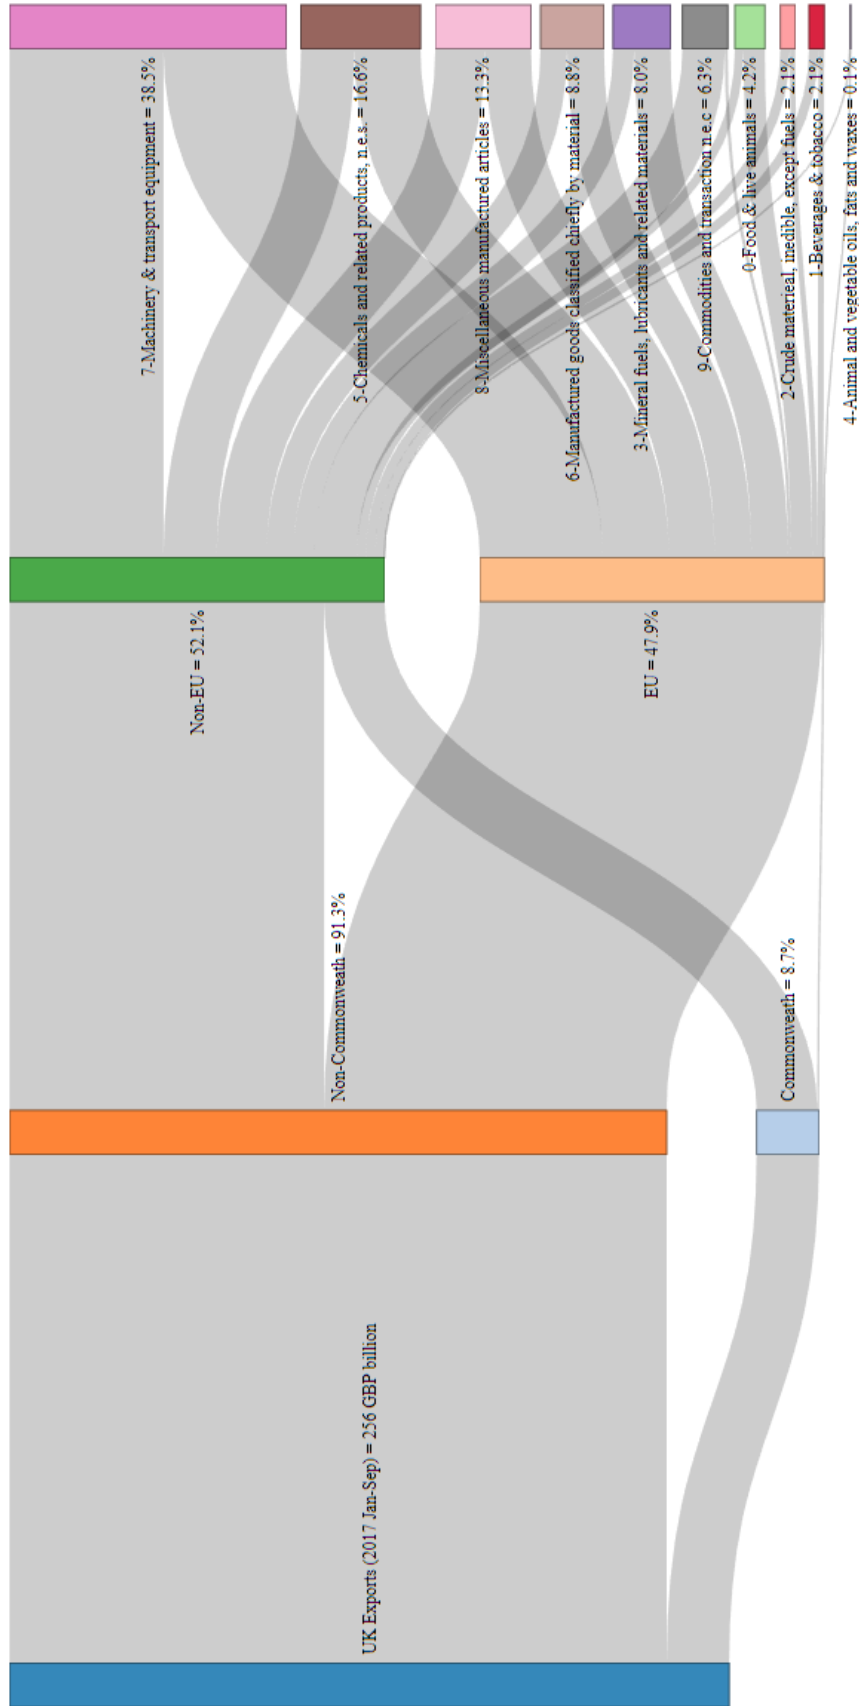 UK Exports (2017 Jan-Sep) = 256 GBP billion
Non-Commonweath = 91.3%
Commonweath = 8.7%
Non-EU = 52.1%
EU = 47.9%
7-Machinery & transport equipment = 38.5%
5-Chemicals and related products, n.e.s. = 16.6%
8-Miscellaneous manufactured articles = 13.3%
6-Manufactured goods classified chiefly by material = 8.8%
3-Mineral fuels, lubricants and related materials = 8.0%
9-Commodities and transaction n.e.c = 6.3%
0-Food & live animals = 4.2%
2-Crude materieal, inedible, except fuels = 2.1%
1-Beverages & tobacco = 2.1%
4-Animal and vegetable oils, fats and waxes = 0.1%